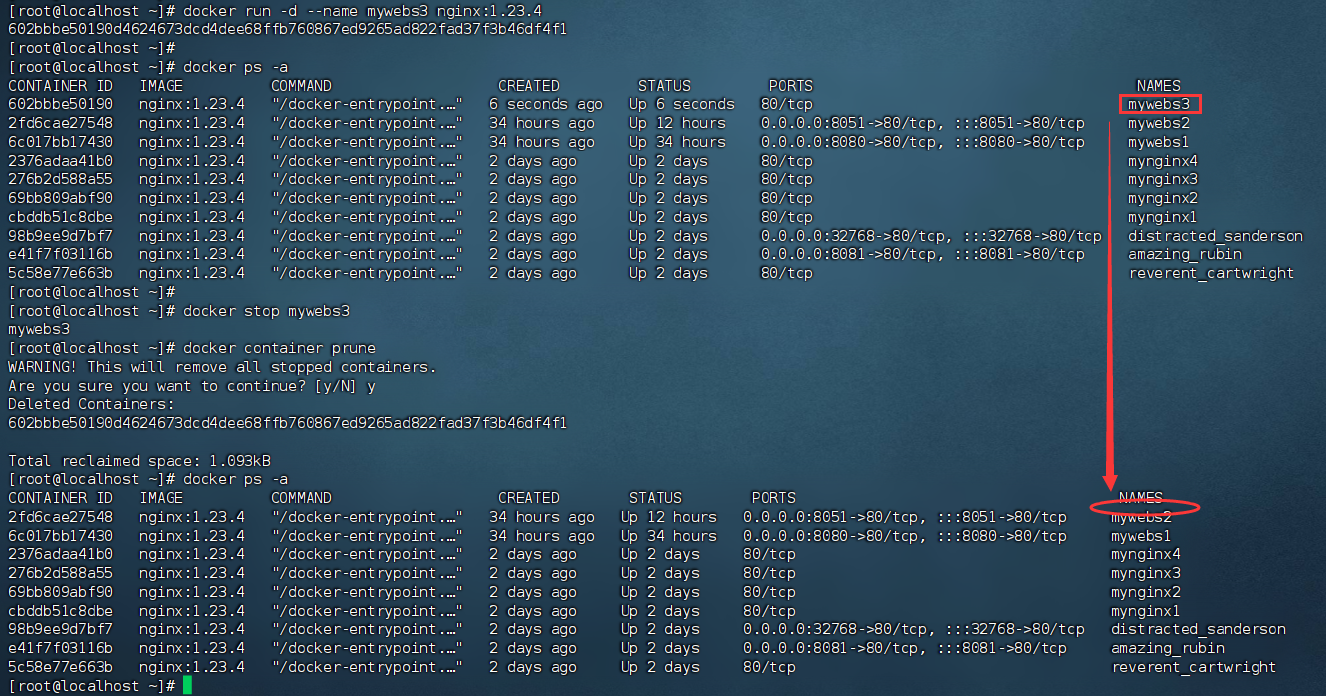 [root@localhost ~]# docker run -d --name mywebs3 nginx:1.23.4
602bbbe50190d4624673dcd4dee68ffb760867ed9265ad822fad37f3b46df4f1
[root@localhost ~]#
[root@localhost ~]# docker ps -a
CONTAINER ID   IMAGE          COMMAND                   CREATED         STATUS         PORTS                                     NAMES
602bbbe50190   nginx:1.23.4   "/docker-entrypoint.…"   6 seconds ago   Up 6 seconds   80/tcp                                    mywebs3
2fd6cae27548   nginx:1.23.4   "/docker-entrypoint.…"   34 hours ago    Up 12 hours    0.0.0.0:8051->80/tcp, :::8051->80/tcp     mywebs2
6c017bb17430   nginx:1.23.4   "/docker-entrypoint.…"   34 hours ago    Up 34 hours    0.0.0.0:8080->80/tcp, :::8080->80/tcp     mywebs1
2376adaa41b0   nginx:1.23.4   "/docker-entrypoint.…"   2 days ago      Up 2 days      80/tcp                                    mynginx4
276b2d588a55   nginx:1.23.4   "/docker-entrypoint.…"   2 days ago      Up 2 days      80/tcp                                    mynginx3
69bb809abf90   nginx:1.23.4   "/docker-entrypoint.…"   2 days ago      Up 2 days      80/tcp                                    mynginx2
cbddb51c8dbe   nginx:1.23.4   "/docker-entrypoint.…"   2 days ago      Up 2 days      80/tcp                                    mynginx1
98b9ee9d7bf7   nginx:1.23.4   "/docker-entrypoint.…"   2 days ago      Up 2 days      0.0.0.0:32768->80/tcp, :::32768->80/tcp   distracted_sanderson
e41f7f03116b   nginx:1.23.4   "/docker-entrypoint.…"   2 days ago      Up 2 days      0.0.0.0:8081->80/tcp, :::8081->80/tcp     amazing_rubin
5c58e77e663b   nginx:1.23.4   "/docker-entrypoint.…"   2 days ago      Up 2 days      80/tcp                                    reverent_cartwright
[root@localhost ~]#
[root@localhost ~]# docker stop mywebs3
mywebs3
[root@localhost ~]# docker container prune
WARNING! This will remove all stopped containers.
Are you sure you want to continue? [y/N] y
Deleted Containers:
602bbbe50190d4624673dcd4dee68ffb760867ed9265ad822fad37f3b46df4f1
Total reclaimed space: 1.093kB
[root@localhost ~]# docker ps -a
CONTAINER ID   IMAGE          COMMAND                   CREATED        STATUS        PORTS                                     NAMES
2fd6cae27548   nginx:1.23.4   "/docker-entrypoint.…"   34 hours ago   Up 12 hours   0.0.0.0:8051->80/tcp, :::8051->80/tcp     mywebs2
6c017bb17430   nginx:1.23.4   "/docker-entrypoint.…"   34 hours ago   Up 34 hours   0.0.0.0:8080->80/tcp, :::8080->80/tcp     mywebs1
2376adaa41b0   nginx:1.23.4   "/docker-entrypoint.…"   2 days ago     Up 2 days     80/tcp                                    mynginx4
276b2d588a55   nginx:1.23.4   "/docker-entrypoint.…"   2 days ago     Up 2 days     80/tcp                                    mynginx3
69bb809abf90   nginx:1.23.4   "/docker-entrypoint.…"   2 days ago     Up 2 days     80/tcp                                    mynginx2
cbddb51c8dbe   nginx:1.23.4   "/docker-entrypoint.…"   2 days ago     Up 2 days     80/tcp                                    mynginx1
98b9ee9d7bf7   nginx:1.23.4   "/docker-entrypoint.…"   2 days ago     Up 2 days     0.0.0.0:32768->80/tcp, :::32768->80/tcp   distracted_sanderson
e41f7f03116b   nginx:1.23.4   "/docker-entrypoint.…"   2 days ago     Up 2 days     0.0.0.0:8081->80/tcp, :::8081->80/tcp     amazing_rubin
5c58e77e663b   nginx:1.23.4   "/docker-entrypoint.…"   2 days ago     Up 2 days     80/tcp                                    reverent_cartwright
[root@localhost ~]#